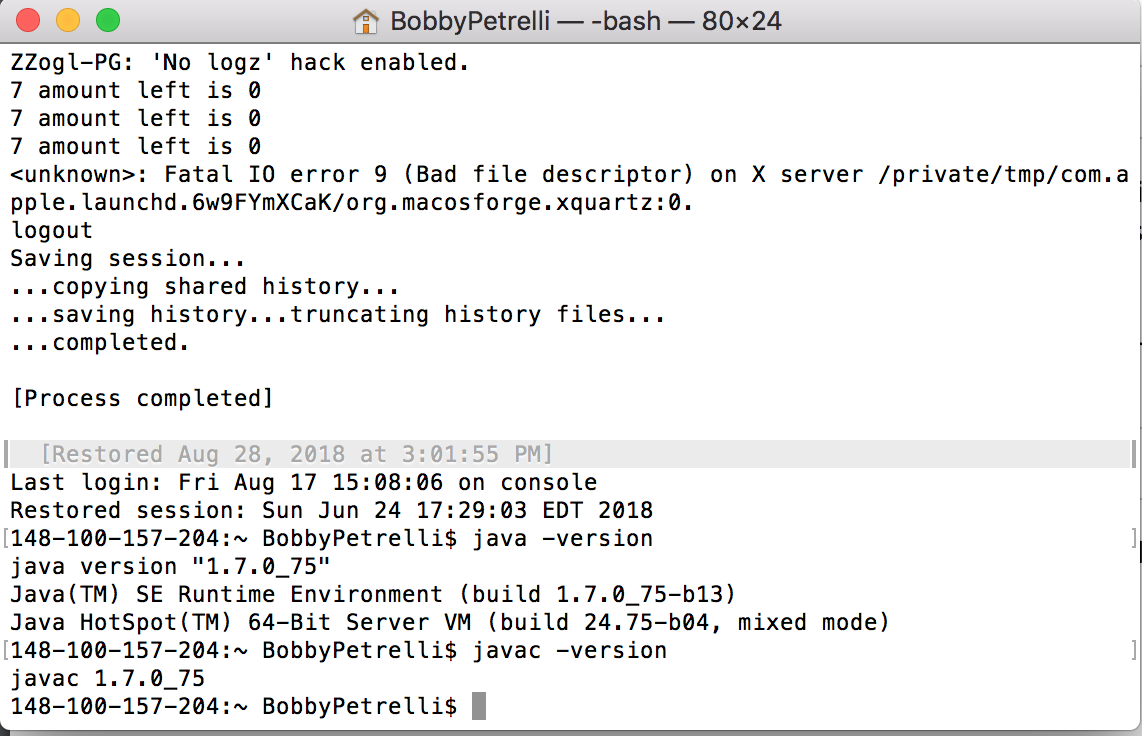 BobbyPetrelli — -bash — 80×24
ZZogl-PG: 'No logz' hack enabled.
7 amount left is 0
7 amount left is 0
7 amount left is 0
<unknown>: Fatal IO error 9 (Bad file descriptor) on X server /private/tmp/com.a
pple.launchd.6w9FYmXCaK/org.macosforge.xquartz:0.
logout
Saving session...
...copying shared history...
...saving history...truncating history files...
...completed.
[Process completed]
[Restored Aug 28, 2018 at 3:01:55 PM]
Last login: Fri Aug 17 15:08:06 on console
Restored session: Sun Jun 24 17:29:03 EDT 2018
[148-100-157-204:~ BobbyPetrelli$ java -version ]
java version "1.7.0_75"
Java(TM) SE Runtime Environment (build 1.7.0_75-b13)
Java HotSpot(TM) 64-Bit Server VM (build 24.75-b04, mixed mode)
[148-100-157-204:~ BobbyPetrelli$ javac -version ]
javac 1.7.0_75
148-100-157-204:~ BobbyPetrelli$